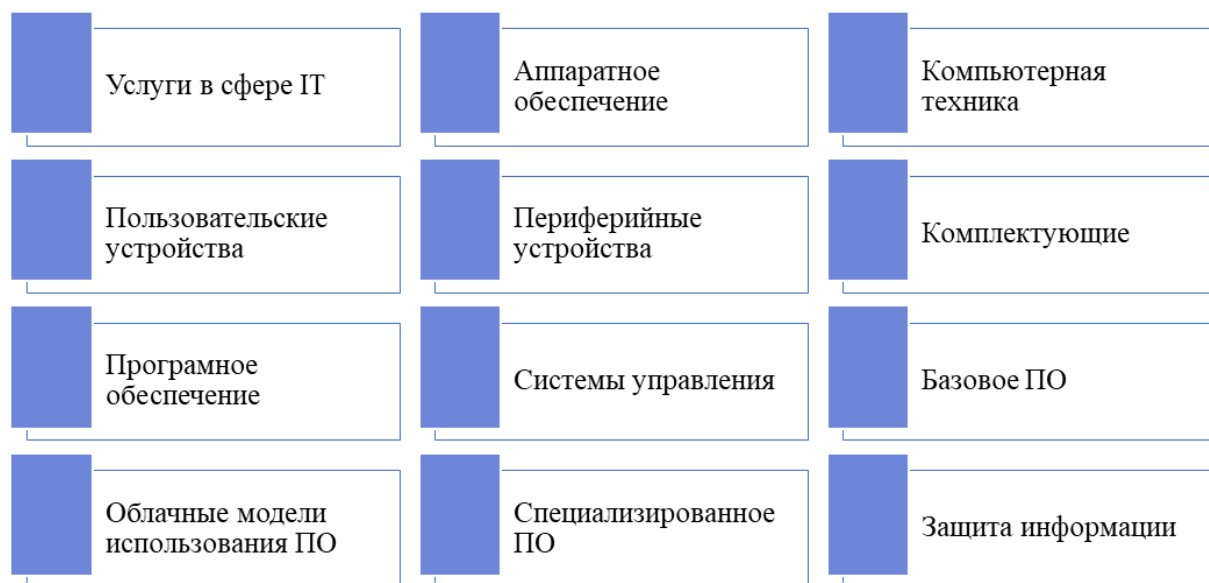 Услуги в сфере IT
Аппаратное
обеспечение
Компьютерная
техника
Пользовательские
устройства
Периферийные
устройства
Комплектующие
Програмное
обеспечение
Системы управления
Базовое ПО
Облачные модели
использования ПО
Специализированное
ПО
Защита информации